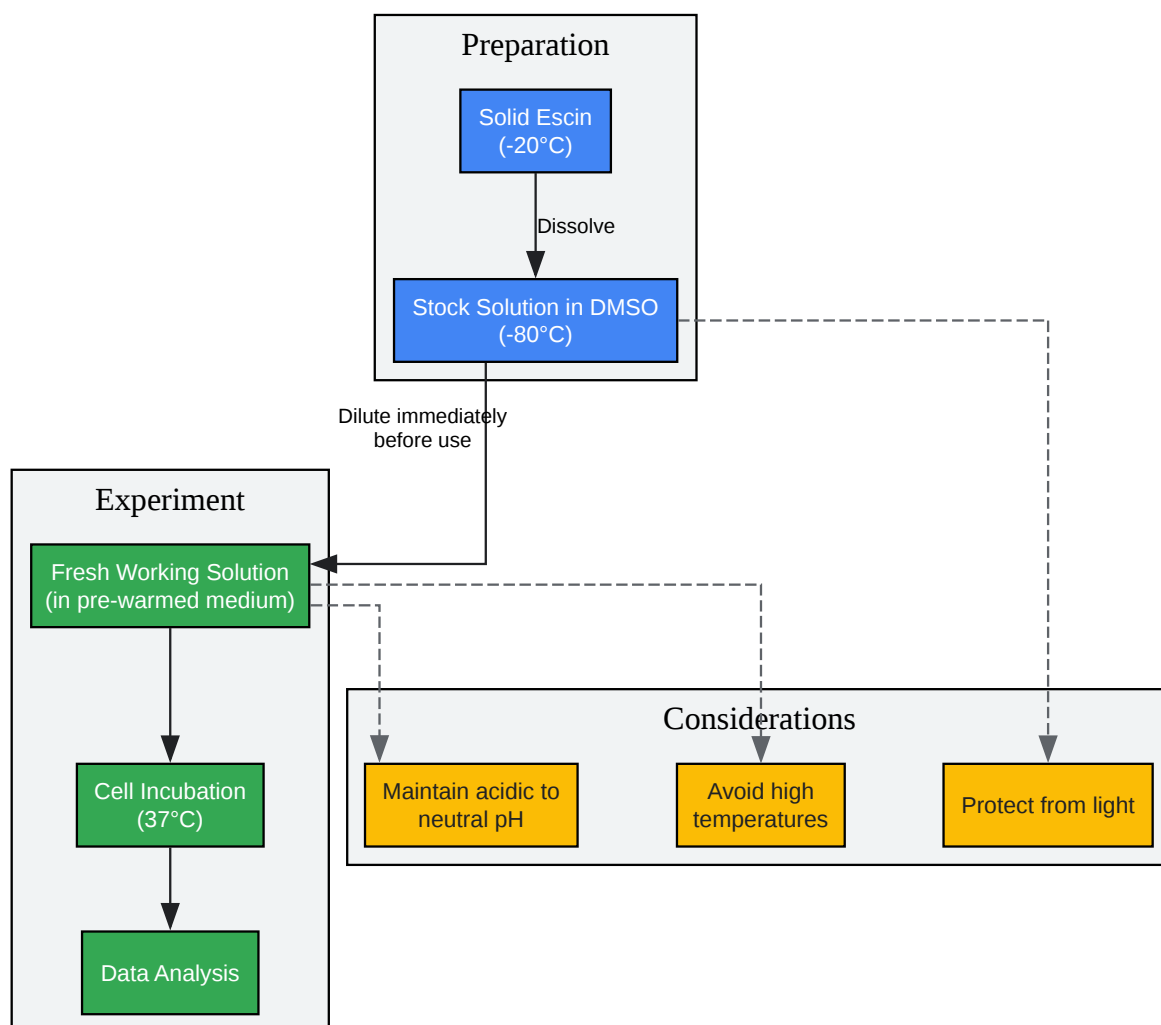 Preparation
Solid Escin
(-20°C)
Dissolve
Stock Solution in DMSO
(-80°C)
Dilute immediately
before use
Experiment
Fresh Working Solution
(in pre-warmed medium)
Considerations
Cell Incubation
(37°C)
Maintain acidic to
neutral pH
Avoid high
temperatures
Protect from light
Data Analysis